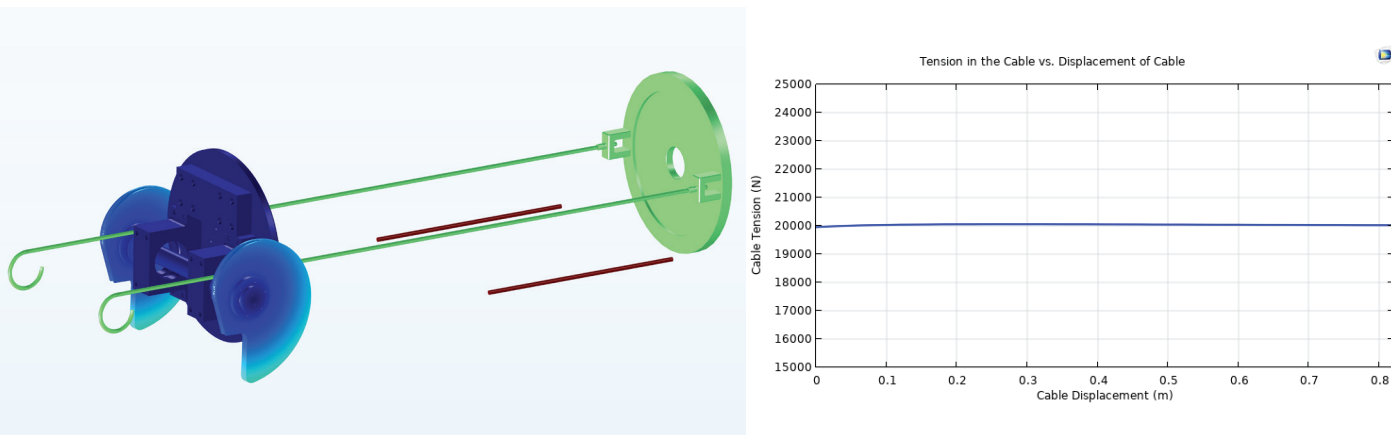 Tension in the Cable vs. Displacement of Cable
25000
24000
23000
22000
21000
20000
19000
18000
17000
16000
15000
Cable Tension (N)
0 0.1 0.2 0.3 0.4 0.5 0.6 0.7 0.8
Cable Displacement (m)